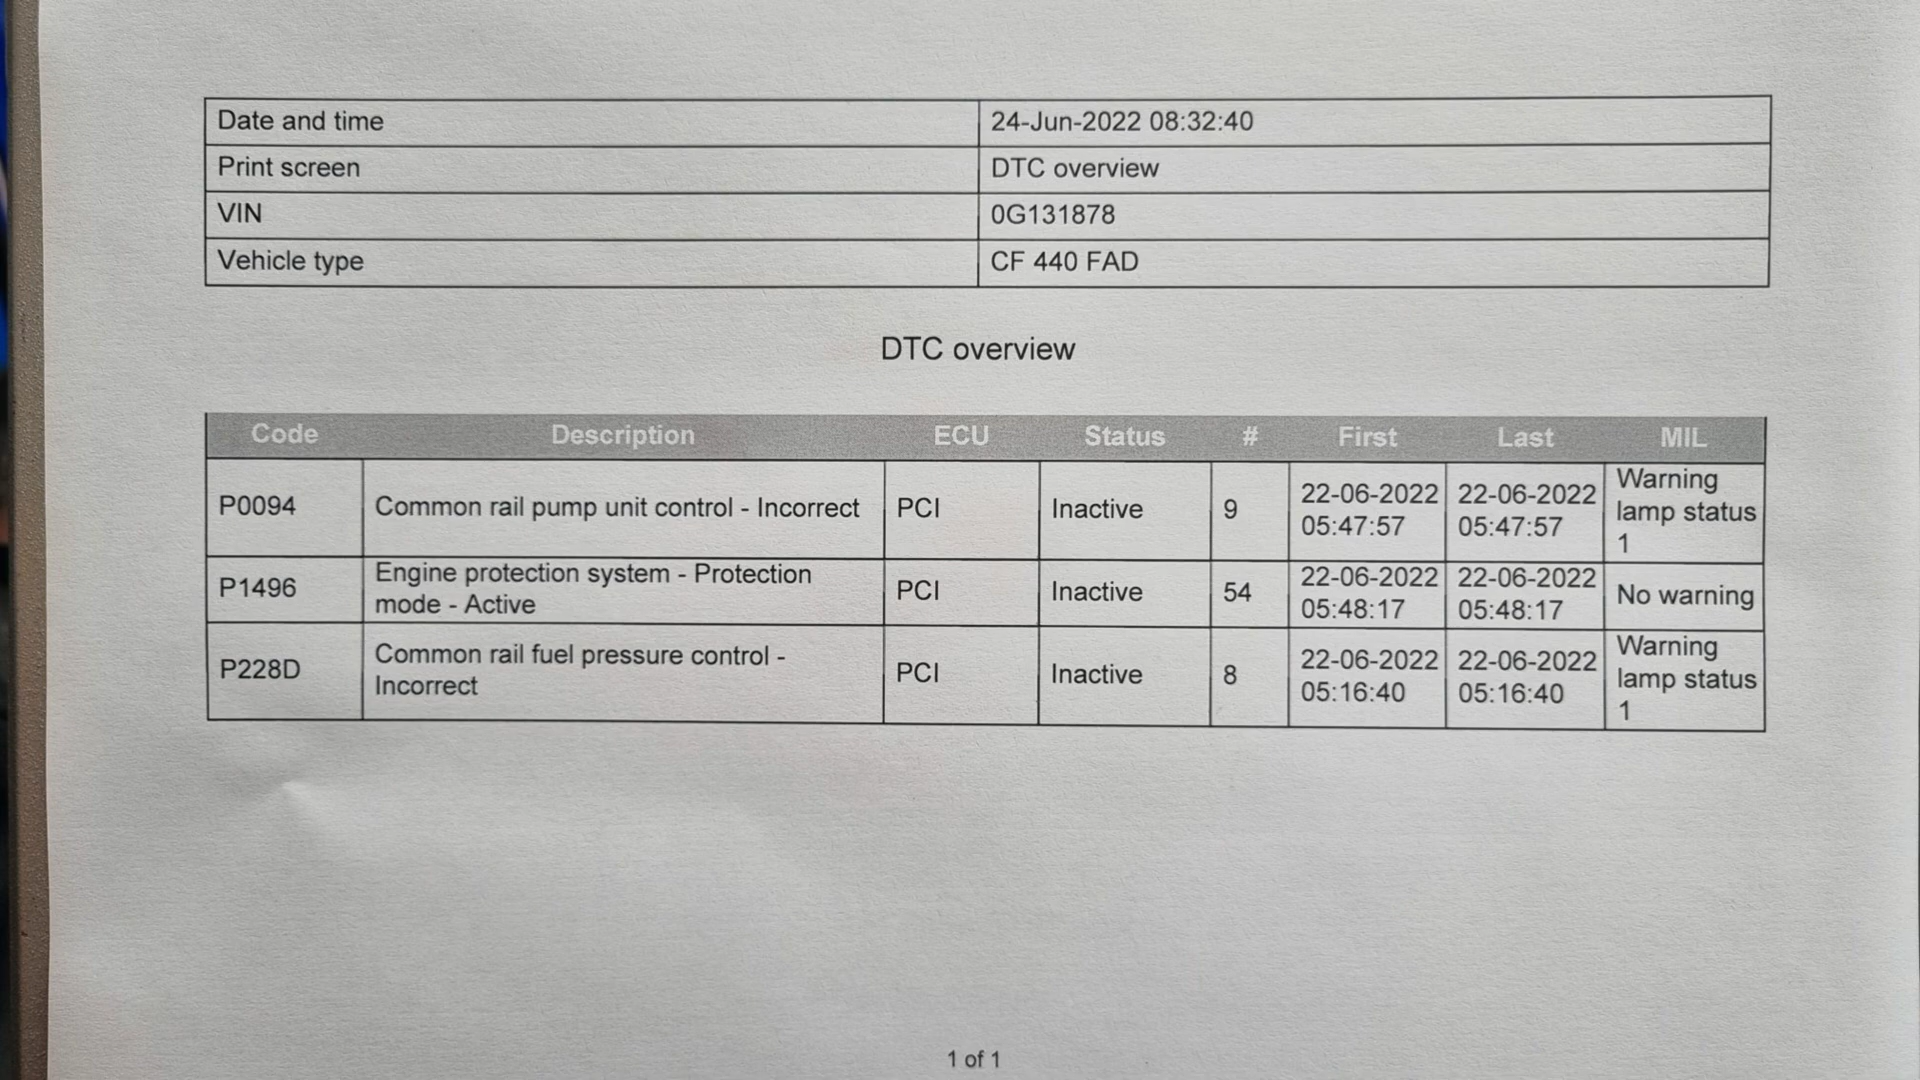 Date and time 24-Jun-2022 08:32:40
Print screen DTC overview
VIN 0G131878
Vehicle type CF 440 FAD
DTC overview
Code Description ECU Status # First Last MIL
P0094 Common rail pump unit control - Incorrect PCI Inactive 9 22-06-2022 05:47:57 22-06-2022 05:47:57 Warning lamp status 1
P1496 Engine protection system - Protection mode - Active PCI Inactive 54 22-06-2022 05:48:17 22-06-2022 05:48:17 No warning
P228D Common rail fuel pressure control - Incorrect PCI Inactive 8 22-06-2022 05:16:40 22-06-2022 05:16:40 Warning lamp status 1
1 of 1